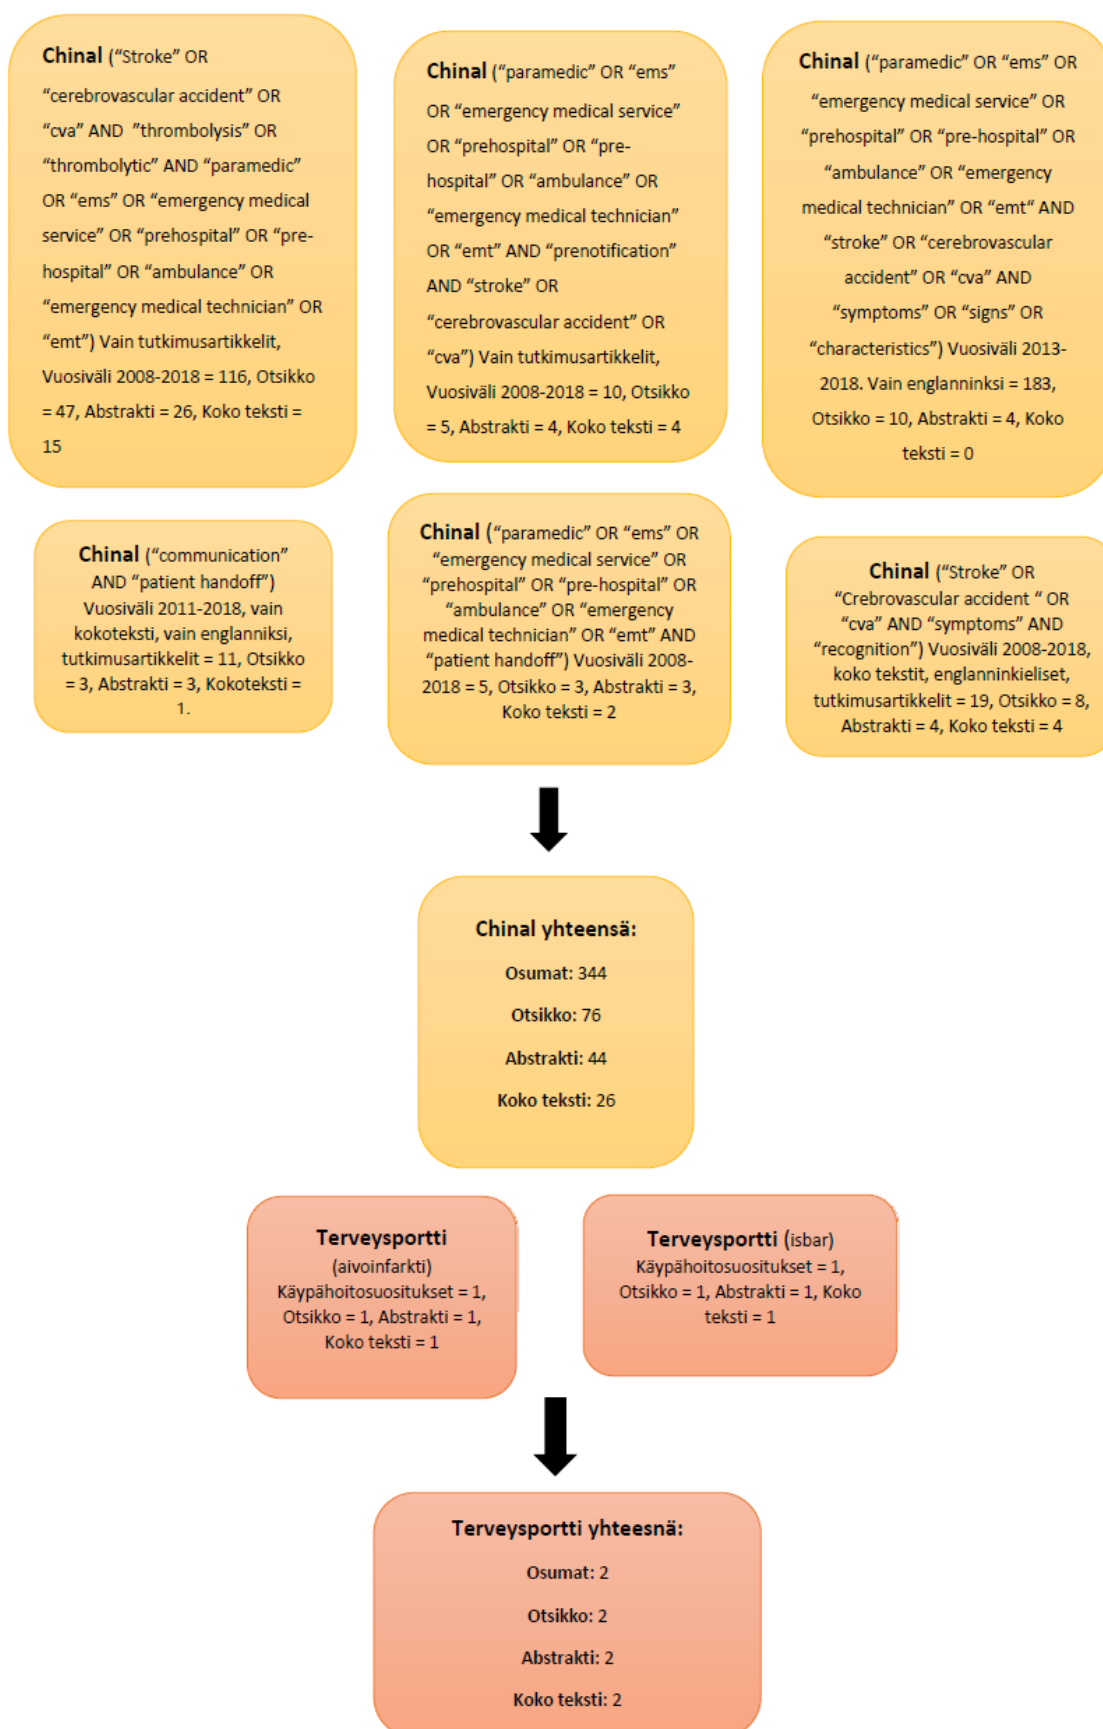 Chinal (“Stroke” OR
“cerebrovascular accident” OR
“cva” AND ”thrombolysis” OR
“thrombolytic” AND “paramedic”
OR “ems” OR “emergency medical
service” OR “prehospital” OR “pre-
hospital” OR “ambulance” OR
“emergency medical technician” OR
“emt”) Vain tutkimusartikkelit,
Vuosiväli 2008-2018 = 116, Otsikko
= 47, Abstrakti = 26, Koko teksti =
15
Chinal (“paramedic” OR “ems”
OR “emergency medical service”
OR “prehospital” OR “pre-
hospital” OR “ambulance” OR
“emergency medical technician”
OR “emt” AND “prenotification”
AND “stroke” OR
“cerebrovascular accident” OR
“cva”) Vain tutkimusartikkelit,
Vuosiväli 2008-2018 = 10, Otsikko
= 5, Abstrakti = 4, Koko teksti = 4
Chinal (“paramedic” OR “ems” OR
“emergency medical service” OR
“prehospital” OR “pre-hospital” OR
“ambulance” OR “emergency
medical technician” OR “emt“ AND
“stroke” OR “cerebrovascular
accident” OR “cva” AND
“symptoms” OR “signs” OR
“characteristics”) Vuosiväli 2013-
2018. Vain englanninksi = 183,
Otsikko = 10, Abstrakti = 4, Koko
teksti = 0
Chinal (“communication”
AND “patient handoff”)
Vuosiväli 2011-2018, vain
kokoteksti, vain englanniksi,
tutkimusartikkelit = 11, Otsikko
= 3, Abstrakti = 3, Kokoteksti =
1.
Chinal (“paramedic” OR “ems” OR
“emergency medical service” OR
“prehospital” OR “pre-hospital” OR
“ambulance” OR “emergency
medical technician” OR “emt” AND
“patient handoff”) Vuosiväli 2008-
2018 = 5, Otsikko = 3, Abstrakti = 3,
Koko teksti = 2
Chinal (“Stroke” OR
“Crebrovascular accident “ OR
“cva” AND “symptoms” AND
“recognition”) Vuosiväli 2008-2018,
koko tekstit, englanninkieliset,
tutkimusartikkelit = 19, Otsikko = 8,
Abstrakti = 4, Koko teksti = 4
Chinal yhteensä:
Osumat: 344
Otsikko: 76
Abstrakti: 44
Koko teksti: 26
Terveysportti
(aivoinfarkti)
Käypähoitosuositukset = 1,
Otsikko = 1, Abstrakti = 1,
Koko teksti = 1
Terveysportti (isbar)
Käypähoitosuositukset = 1,
Otsikko = 1, Abstrakti = 1, Koko
teksti = 1
Terveysportti yhteesnä:
Osumat: 2
Otsikko: 2
Abstrakti: 2
Koko teksti: 2